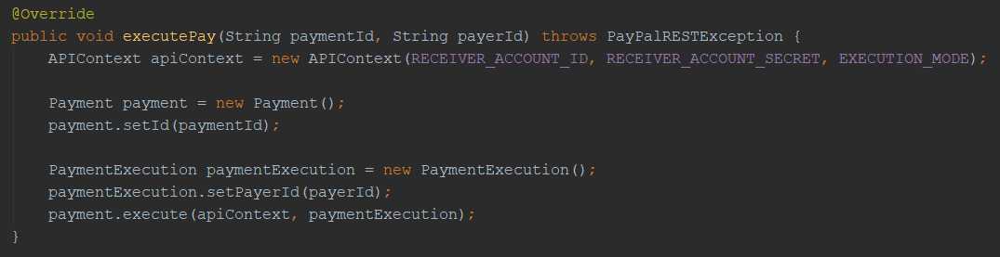 @Override
public void executePay(String paymentId, String payerId) throws PayPalRESTException {
APIContext apiContext = new APIContext(RECEIVER_ACCOUNT_ID, RECEIVER_ACCOUNT_SECRET, EXECUTION_MODE);
Payment payment = new Payment();
payment.setId(paymentId);
PaymentExecution paymentExecution = new PaymentExecution();
paymentExecution.setPayerId(payerId);
payment.execute(apiContext, paymentExecution);
}